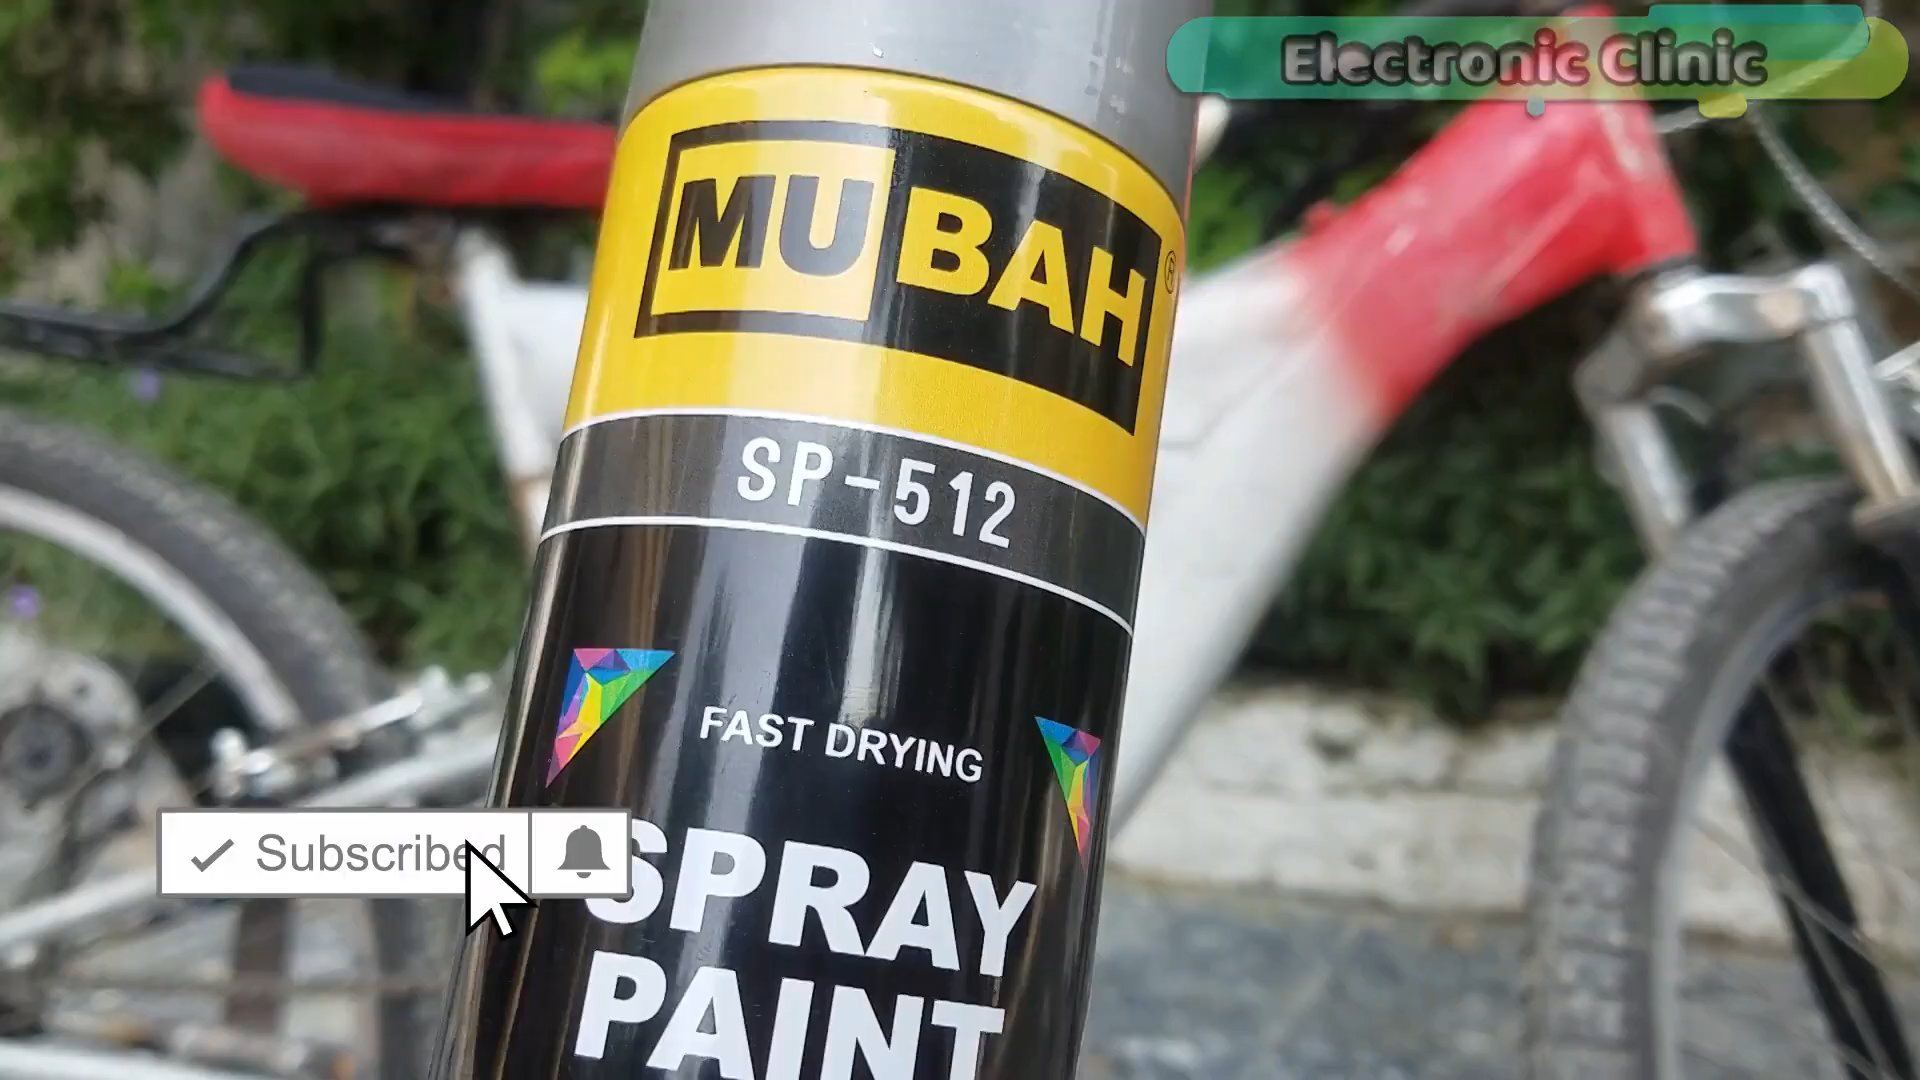 Electronic Clinic
MUBAH®
SP-512
FAST DRYING
SPRAY
PAINT
Subscribed